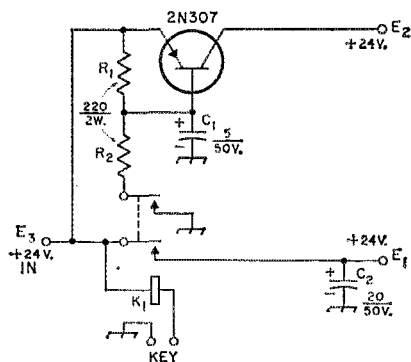 2N307
E2
+24V.
R1
220
2W.
R2
+
C1
5
50V.
-
E3
+24V.
IN
+24V.
E1
K1
+
C2
20
50V.
-
KEY